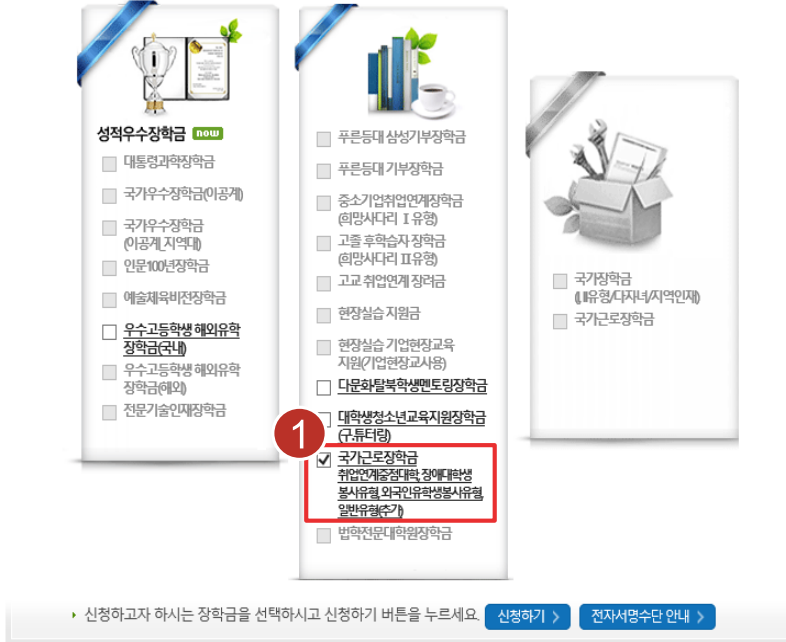 성적우수장학금 now
대통령과학장학금
국가우수장학금(이공계)
국가우수장학금
(이공계_지역대)
인문100년장학금
예술체육비전장학금
우수고등학생 해외유학
장학금(국내)
우수고등학생 해외유학
장학금(해외)
전문기술인재장학금
푸른등대 삼성기부장학금
푸른등대 기부장학금
중소기업취업연계장학금
(희망사다리 I 유형)
고졸 후학습자 장학금
(희망사다리 II유형)
고교 취업연계 장려금
현장실습 지원금
현장실습 기업현장교육
지원(기업현장교사용)
다문화탈북학생멘토링장학금
대학생청소년교육지원장학금
(구.튜터링)
1
국가근로장학금
취업연계중점대학, 장애대학생
봉사유형, 외국인유학생봉사유형,
일반유형(추가)
법학전문대학원장학금
국가장학금
(I, II유형/다자녀/지역인재)
국가근로장학금
신청하고자 하시는 장학금을 선택하시고 신청하기 버튼을 누르세요. 신청하기 > 전자서명수단 안내 >